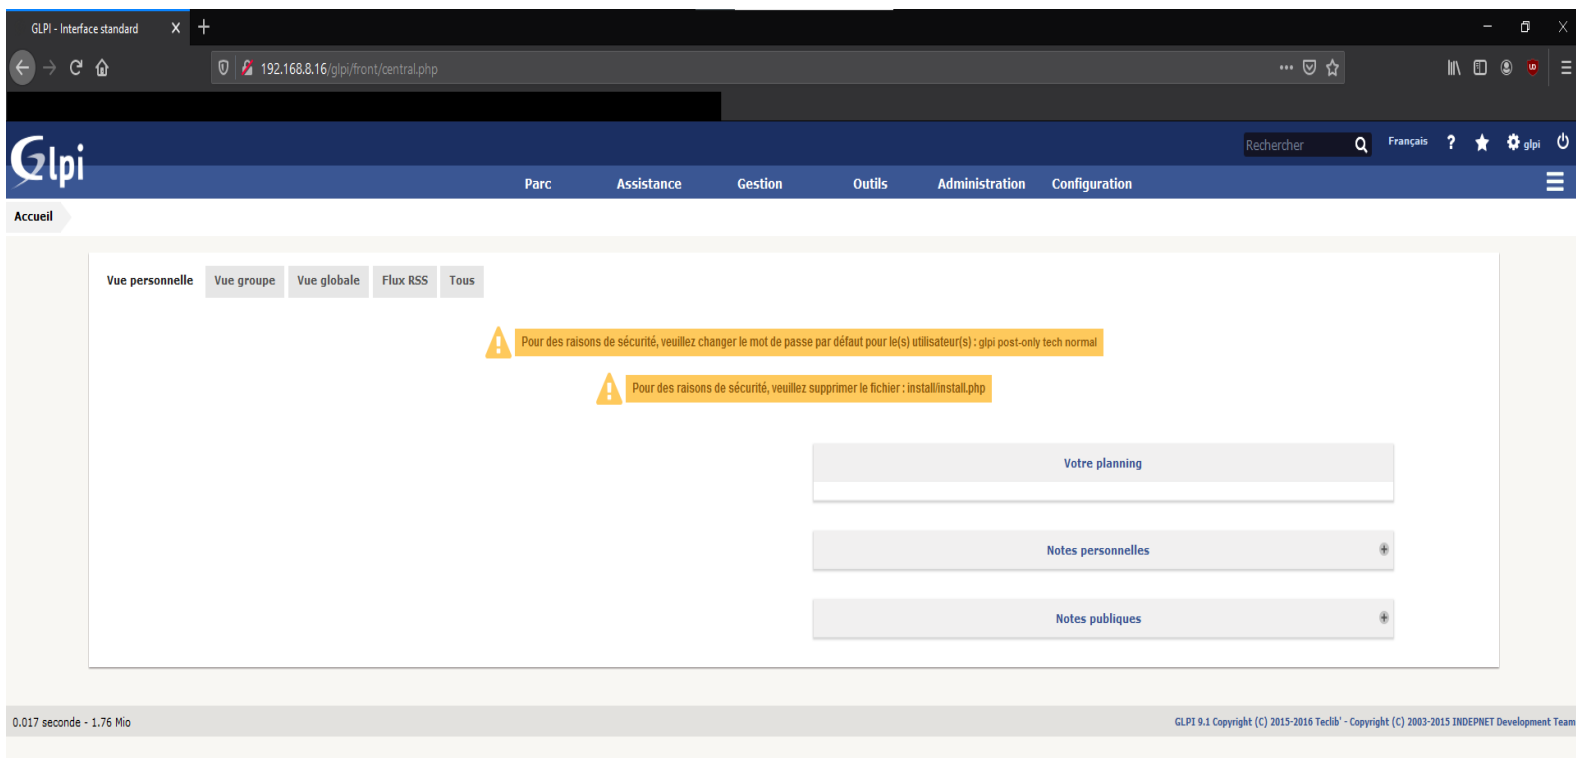 GLPI - Interface standard
192.168.8.16/glpi/front/central.php
Glpi
Rechercher Français ? glpi
Parc Assistance Gestion Outils Administration Configuration
Accueil
Vue personnelle Vue groupe Vue globale Flux RSS Tous
Pour des raisons de sécurité, veuillez changer le mot de passe par défaut pour le(s) utilisateur(s) : glpi post-only tech normal
Pour des raisons de sécurité, veuillez supprimer le fichier : install/install.php
Votre planning
Notes personnelles
Notes publiques
0.017 seconde - 1.76 Mio
GLPI 9.1 Copyright (C) 2015-2016 Teclib' - Copyright (C) 2003-2015 INDEPNET Development Team